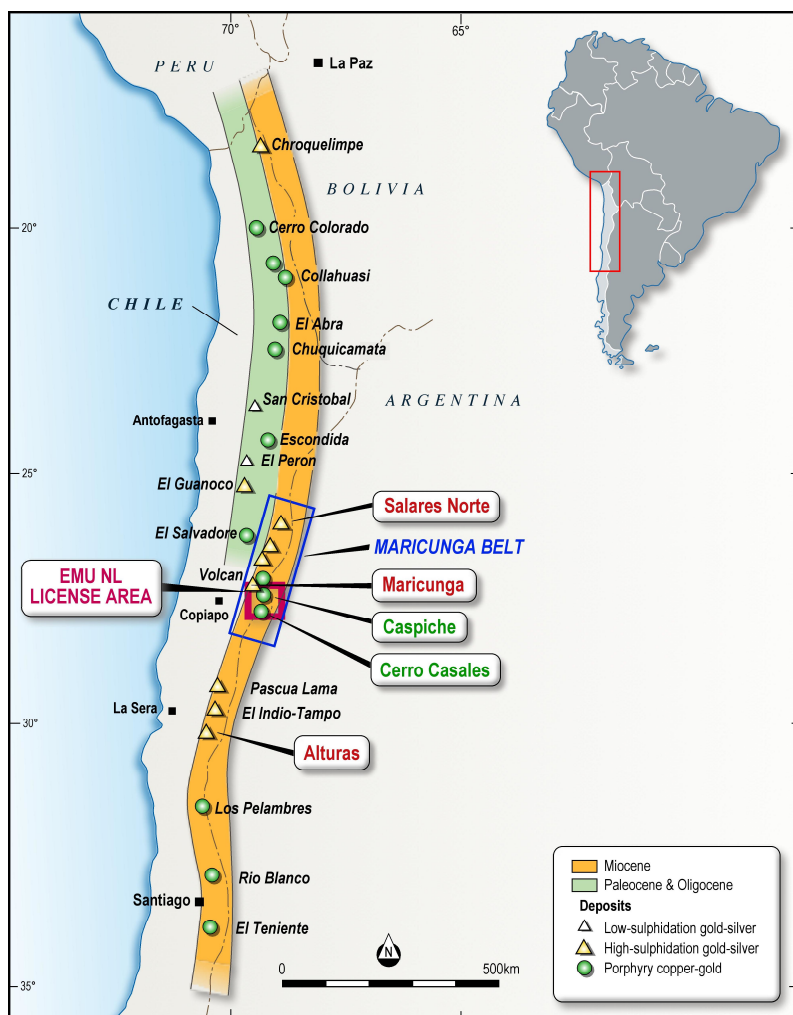 70°
65°
PERU
La Paz
Chroquelimpe
BOLIVIA
20°
Cerro Colorado
Collahuasi
CHILE
El Abra
Chuquicamata
San Cristobal
ARGENTINA
Antofagasta
Escondida
El Peron
25°
El Guanoco
Salares Norte
El Salvadore
MARICUNGA BELT
EMU NL
LICENSE AREA
Volcan
Maricunga
Copiapo
Caspiche
Cerro Casales
Pascua Lama
La Sera
El Indio-Tampo
30°
Alturas
Los Pelambres
Rio Blanco
Santiago
El Teniente
35°
N
0
500km
Miocene
Paleocene & Oligocene
Deposits
Low-sulphidation gold-silver
High-sulphidation gold-silver
Porphyry copper-gold